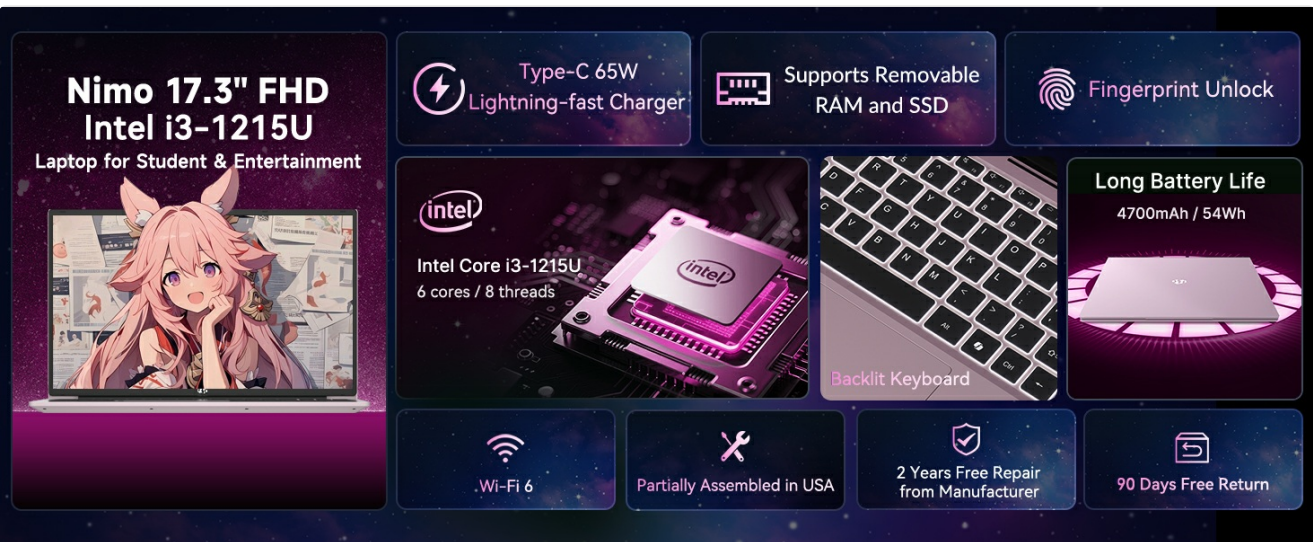 Nimo 17.3" FHD
Intel i3-1215U
Laptop for Student & Entertainment
Type-C 65W
Lightning-fast Charger
Supports Removable
RAM and SSD
Fingerprint Unlock
intel
Intel Core i3-1215U
6 cores / 8 threads
intel
Backlit Keyboard
Long Battery Life
4700mAh / 54Wh
Wi-Fi 6
Partially Assembled in USA
2 Years Free Repair
from Manufacturer
90 Days Free Return